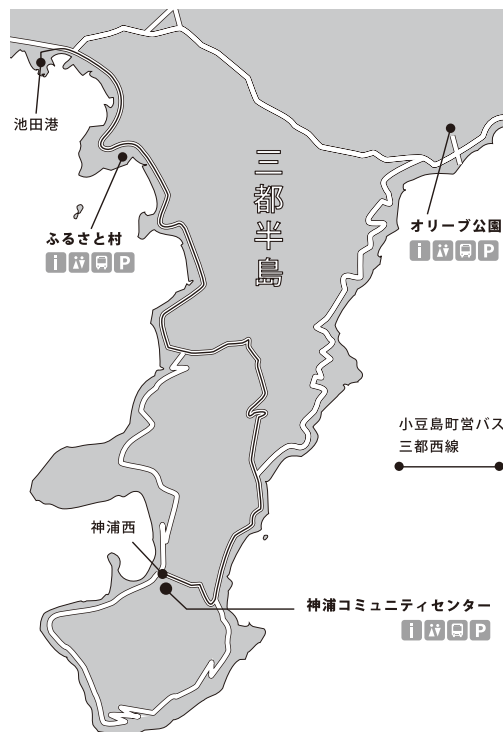 池田港
ふるさと村
i P
三都半島
オリーブ公園
i P
小豆島町営バス
三都西線
神浦西
神浦コミュニティセンター
i P